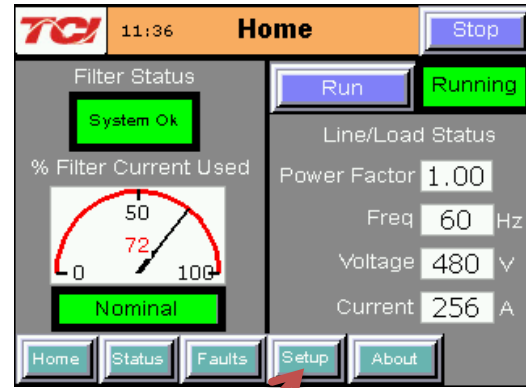 TCI 11:36 Home Stop
Filter Status
System Ok
% Filter Current Used
50
72
0 100
Nominal
Run Running
Line/Load Status
Power Factor 1.00
Freq 60 Hz
Voltage 480 V
Current 256 A
Home Status Faults Setup About